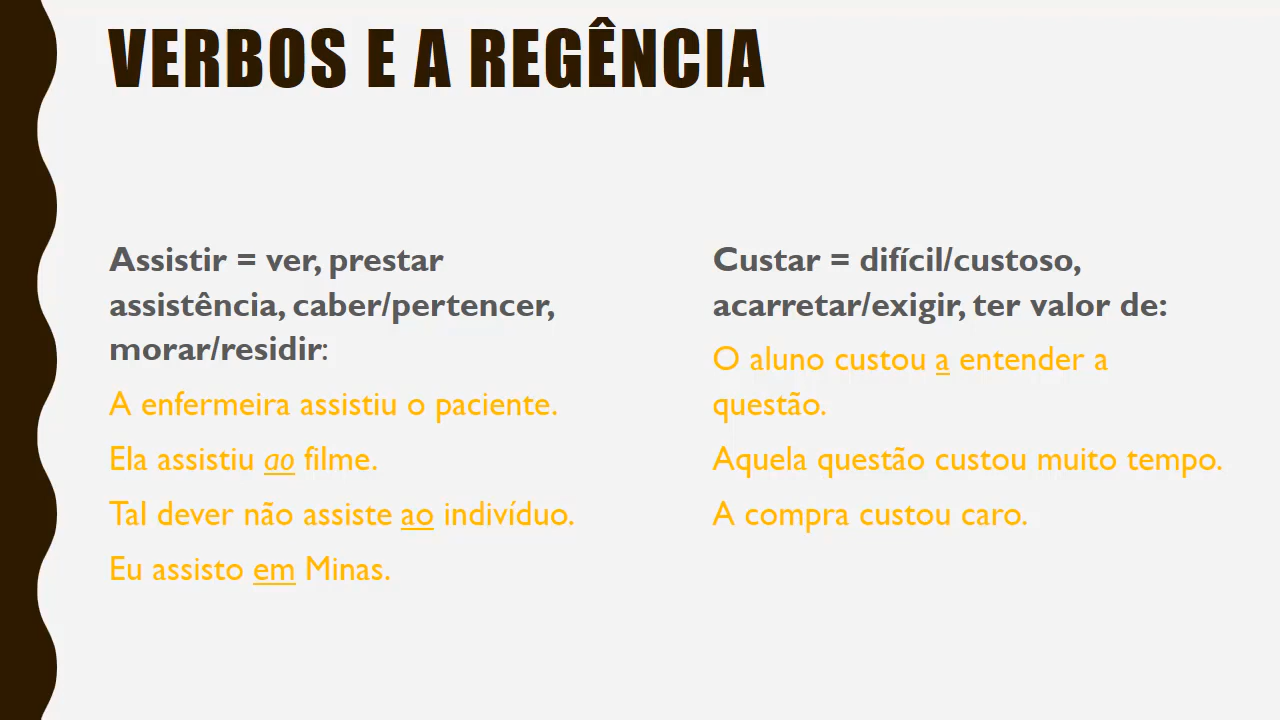 VERBOS E A REGÊNCIA
Assistir = ver, prestar
assistência, caber/pertencer,
morar/residir:
A enfermeira assistiu o paciente.
Ela assistiu ao filme.
Tal dever não assiste ao indivíduo.
Eu assisto em Minas.
Custar = difícil/custoso,
acarretar/exigir, ter valor de:
O aluno custou a entender a
questão.
Aquela questão custou muito tempo.
A compra custou caro.